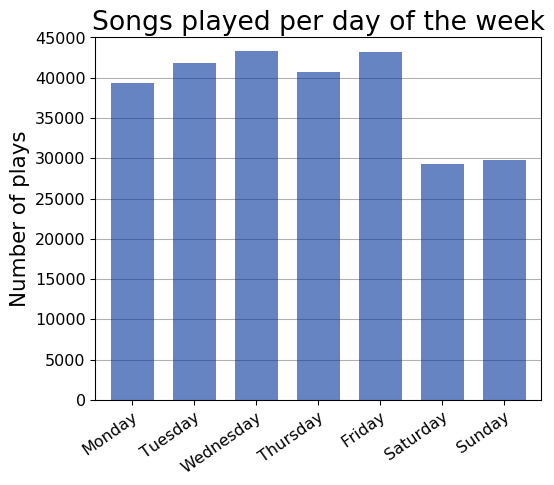 Songs played per day of the week
Number of plays
45000
40000
35000
30000
25000
20000
15000
10000
5000
0
Monday
Tuesday
Wednesday
Thursday
Friday
Saturday
Sunday